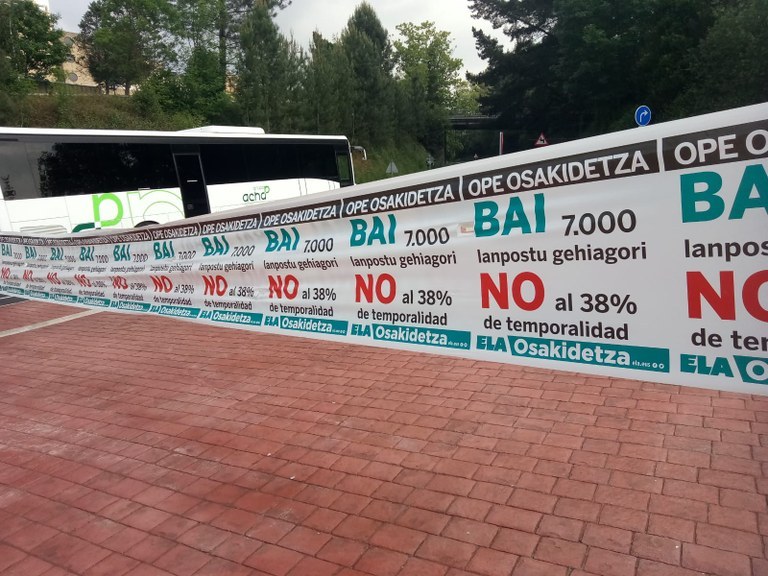 acha
OPE OSAKIDETZA
BAI 7.000
lanpostu gehiagori
NO al 38%
de temporalidad
ELA Osakidetza